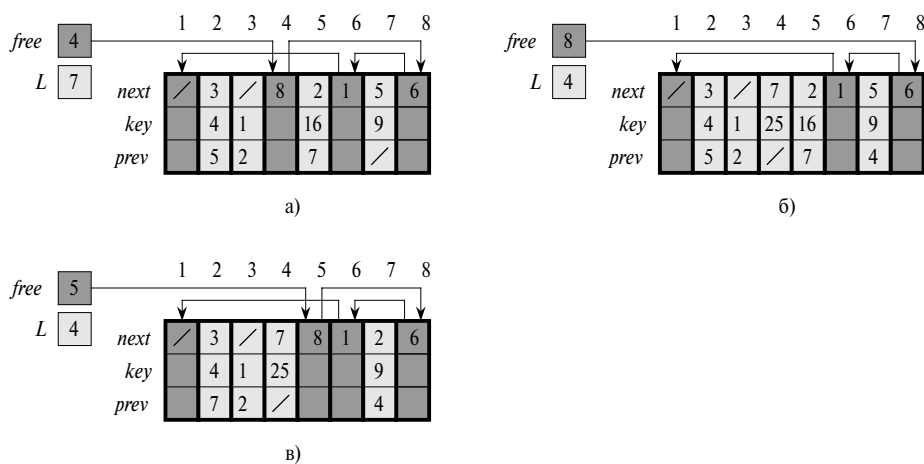 1 2 3 4 5 6 7 8
free 4
L 7
next / 3 / 8 2 1 5 6
key 4 1 16 9
prev 5 2 7 /
а)
1 2 3 4 5 6 7 8
free 8
L 4
next / 3 / 7 2 1 5 6
key 4 1 25 16 9
prev 5 2 / 7 4
б)
1 2 3 4 5 6 7 8
free 5
L 4
next / 3 / 7 8 1 2 6
key 4 1 25 9
prev 7 2 / 4
в)